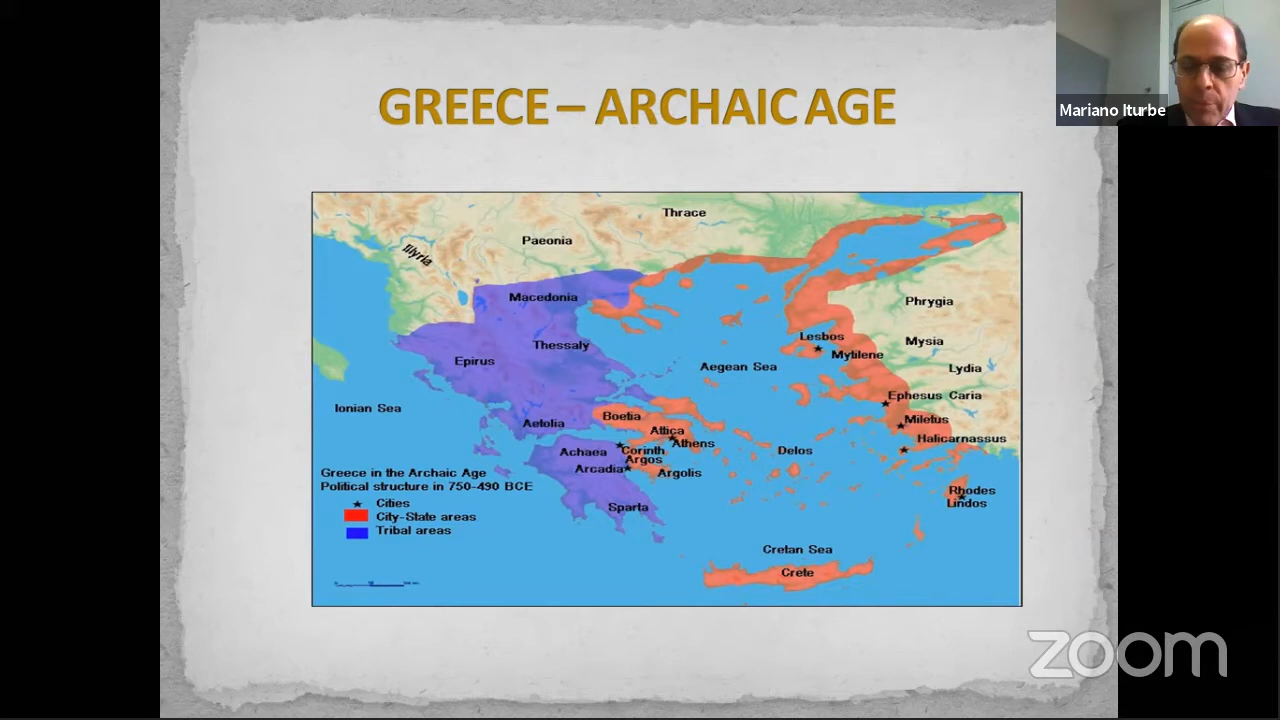 GREECE – ARCHAIC AGE
Mariano Iturbe
Thrace
Paeonia
Illyria
Macedonia
Phrygia
Lesbos
Mytilene
Mysia
Thessaly
Epirus
Aegean Sea
Lydia
Ephesus Caria
Ionian Sea
Boetia
Miletus
Aetolia
Attica
Athens
Halicarnassus
Achaea
Corinth
Delos
Argos
Arcadia
Argolis
Greece in the Archaic Age
Political structure in 750-490 BCE
Rhodes
Lindos
Cities
Sparta
City-State areas
Tribal areas
Cretan Sea
Crete
zoom